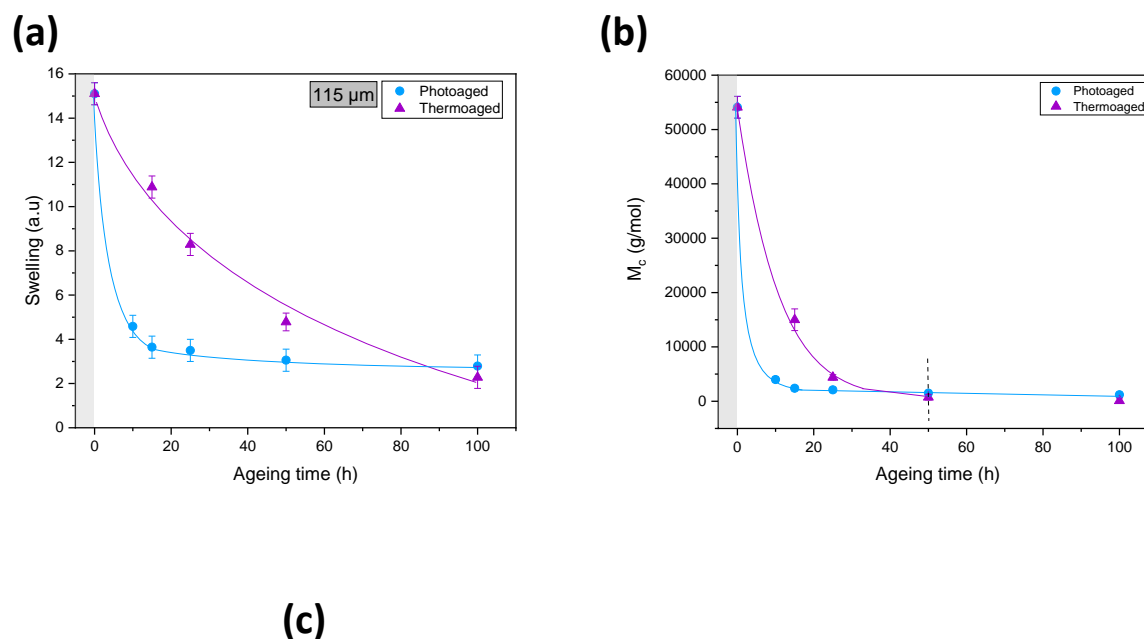 (a)
16
14
12
10
8
6
4
2
0
Swelling (a.u)
115 µm
Photoaged
Thermoaged
0 20 40 60 80 100
Ageing time (h)
(b)
60000
50000
40000
30000
20000
10000
0
Mc (g/mol)
Photoaged
Thermoaged
0 20 40 60 80 100
Ageing time (h)
(c)